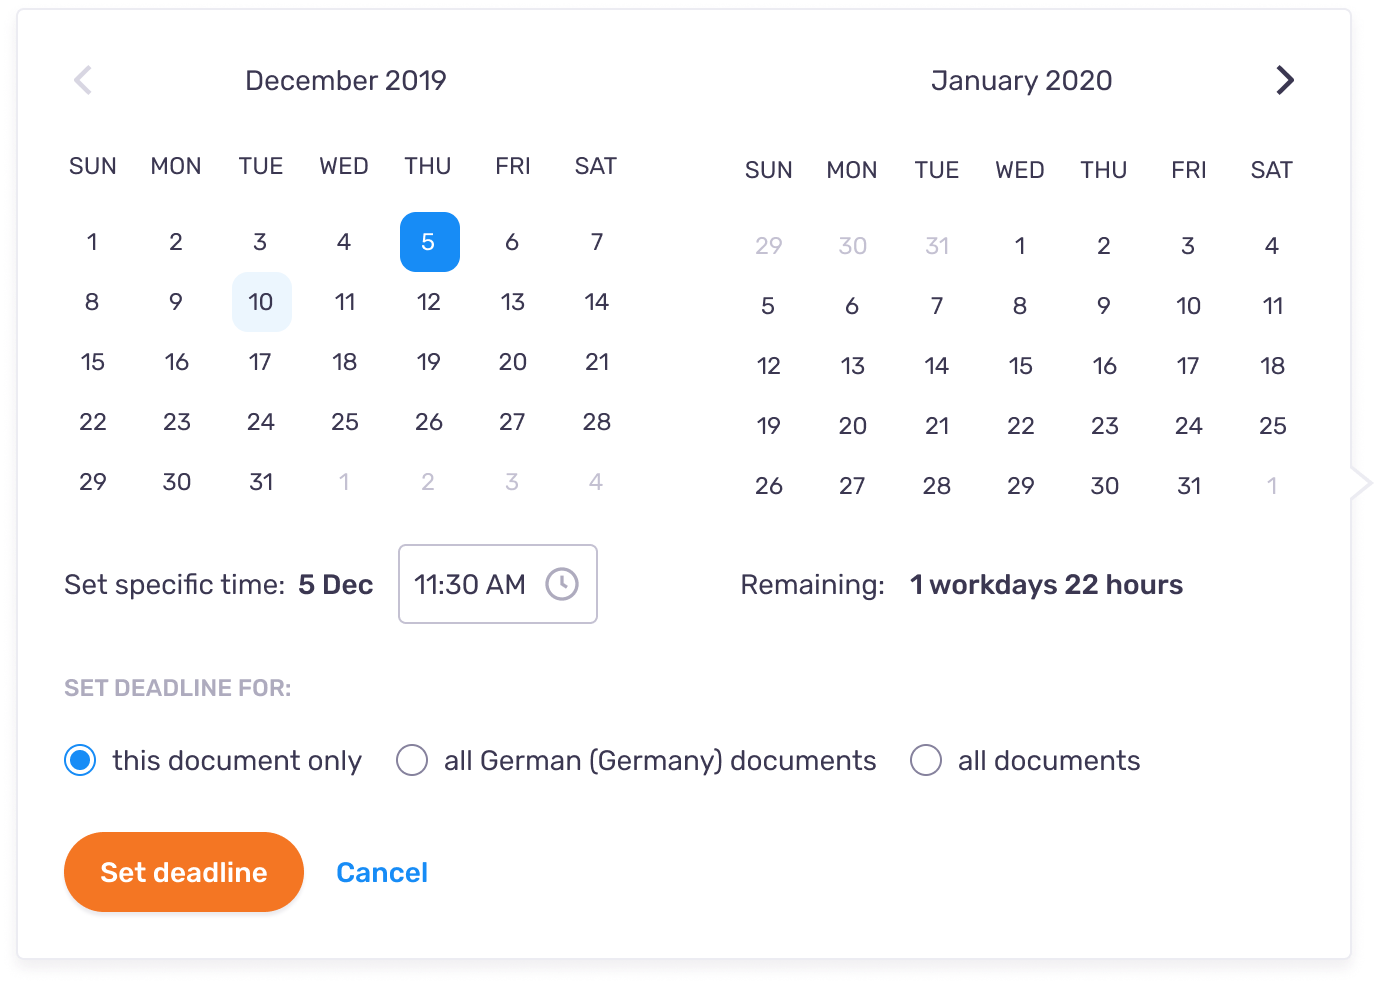 December 2019
SUN MON TUE WED THU FRI SAT
1 2 3 4 5 6 7
8 9 10 11 12 13 14
15 16 17 18 19 20 21
22 23 24 25 26 27 28
29 30 31 1 2 3 4
January 2020
SUN MON TUE WED THU FRI SAT
29 30 31 1 2 3 4
5 6 7 8 9 10 11
12 13 14 15 16 17 18
19 20 21 22 23 24 25
26 27 28 29 30 31 1
Set specific time: 5 Dec 11:30 AM
Remaining: 1 workdays 22 hours
SET DEADLINE FOR:
this document only all German (Germany) documents all documents
Set deadline Cancel